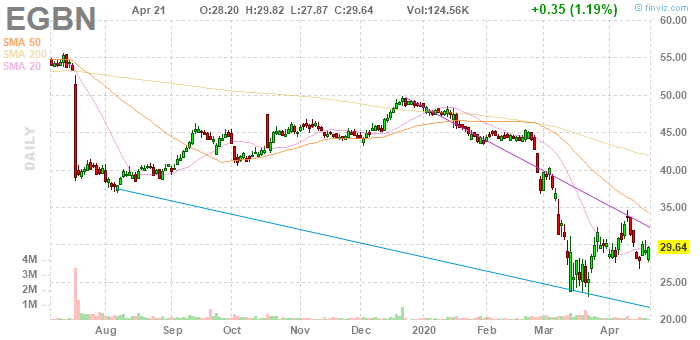 EGBN Apr 21 O:28.20 H:29.82 L:27.87 C:29.64 Vol:124.56K +0.35 (1.19%) © finviz.com
SMA 50
SMA 200
SMA 20
60.00
55.00
50.00
45.00
40.00
35.00
29.64
25.00
20.00
DAILY
4M
3M
2M
1M
Aug Sep Oct Nov Dec 2020 Feb Mar Apr